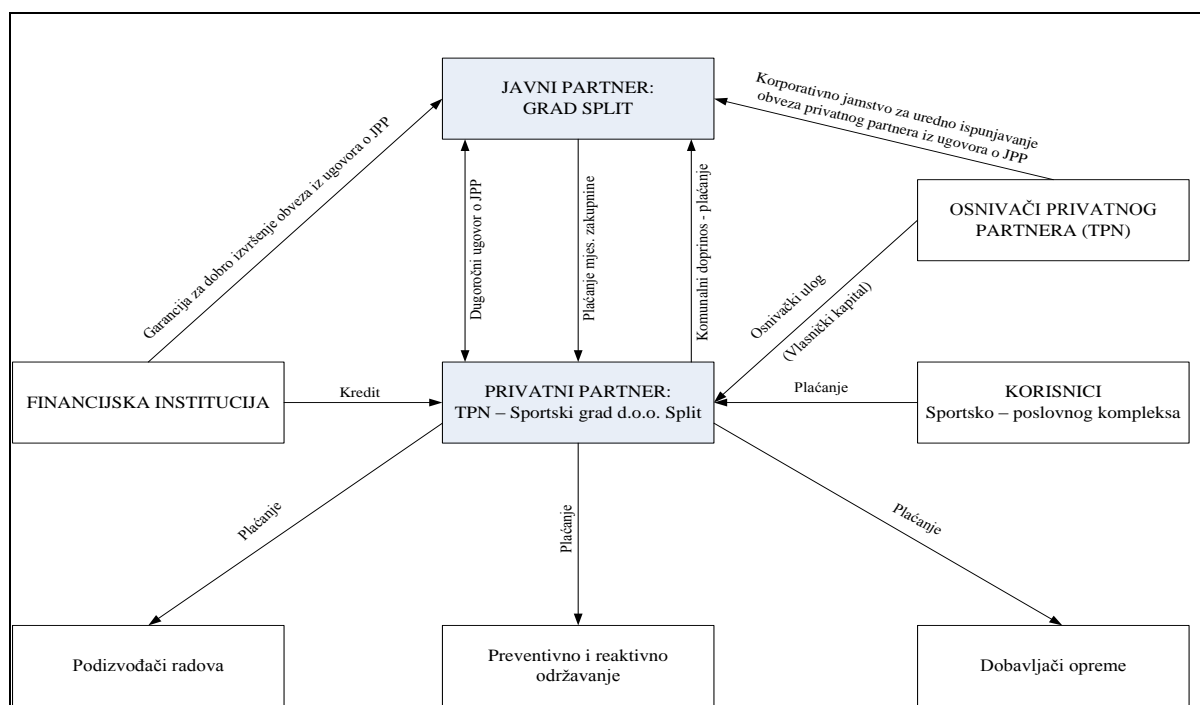 JAVNI PARTNER:
GRAD SPLIT
Korporativno jamstvo za uredno ispunjavanje
obveza privatnog partnera iz ugovora o JPP
Garancija za dobro izvršenje obveza iz ugovora o JPP
Dugoročni ugovor o JPP
Plaćanje mjes. zakupnine
Komunalni doprinos - plaćanje
OSNIVAČI PRIVATNOG
PARTNERA (TPN)
Osnivački ulog
(Vlasnički kapital)
FINANCIJSKA INSTITUCIJA
Kredit
PRIVATNI PARTNER:
TPN – Sportski grad d.o.o. Split
Plaćanje
KORISNICI
Sportsko – poslovnog kompleksa
Plaćanje
Plaćanje
Plaćanje
Podizvođači radova
Preventivno i reaktivno
održavanje
Dobavljači opreme